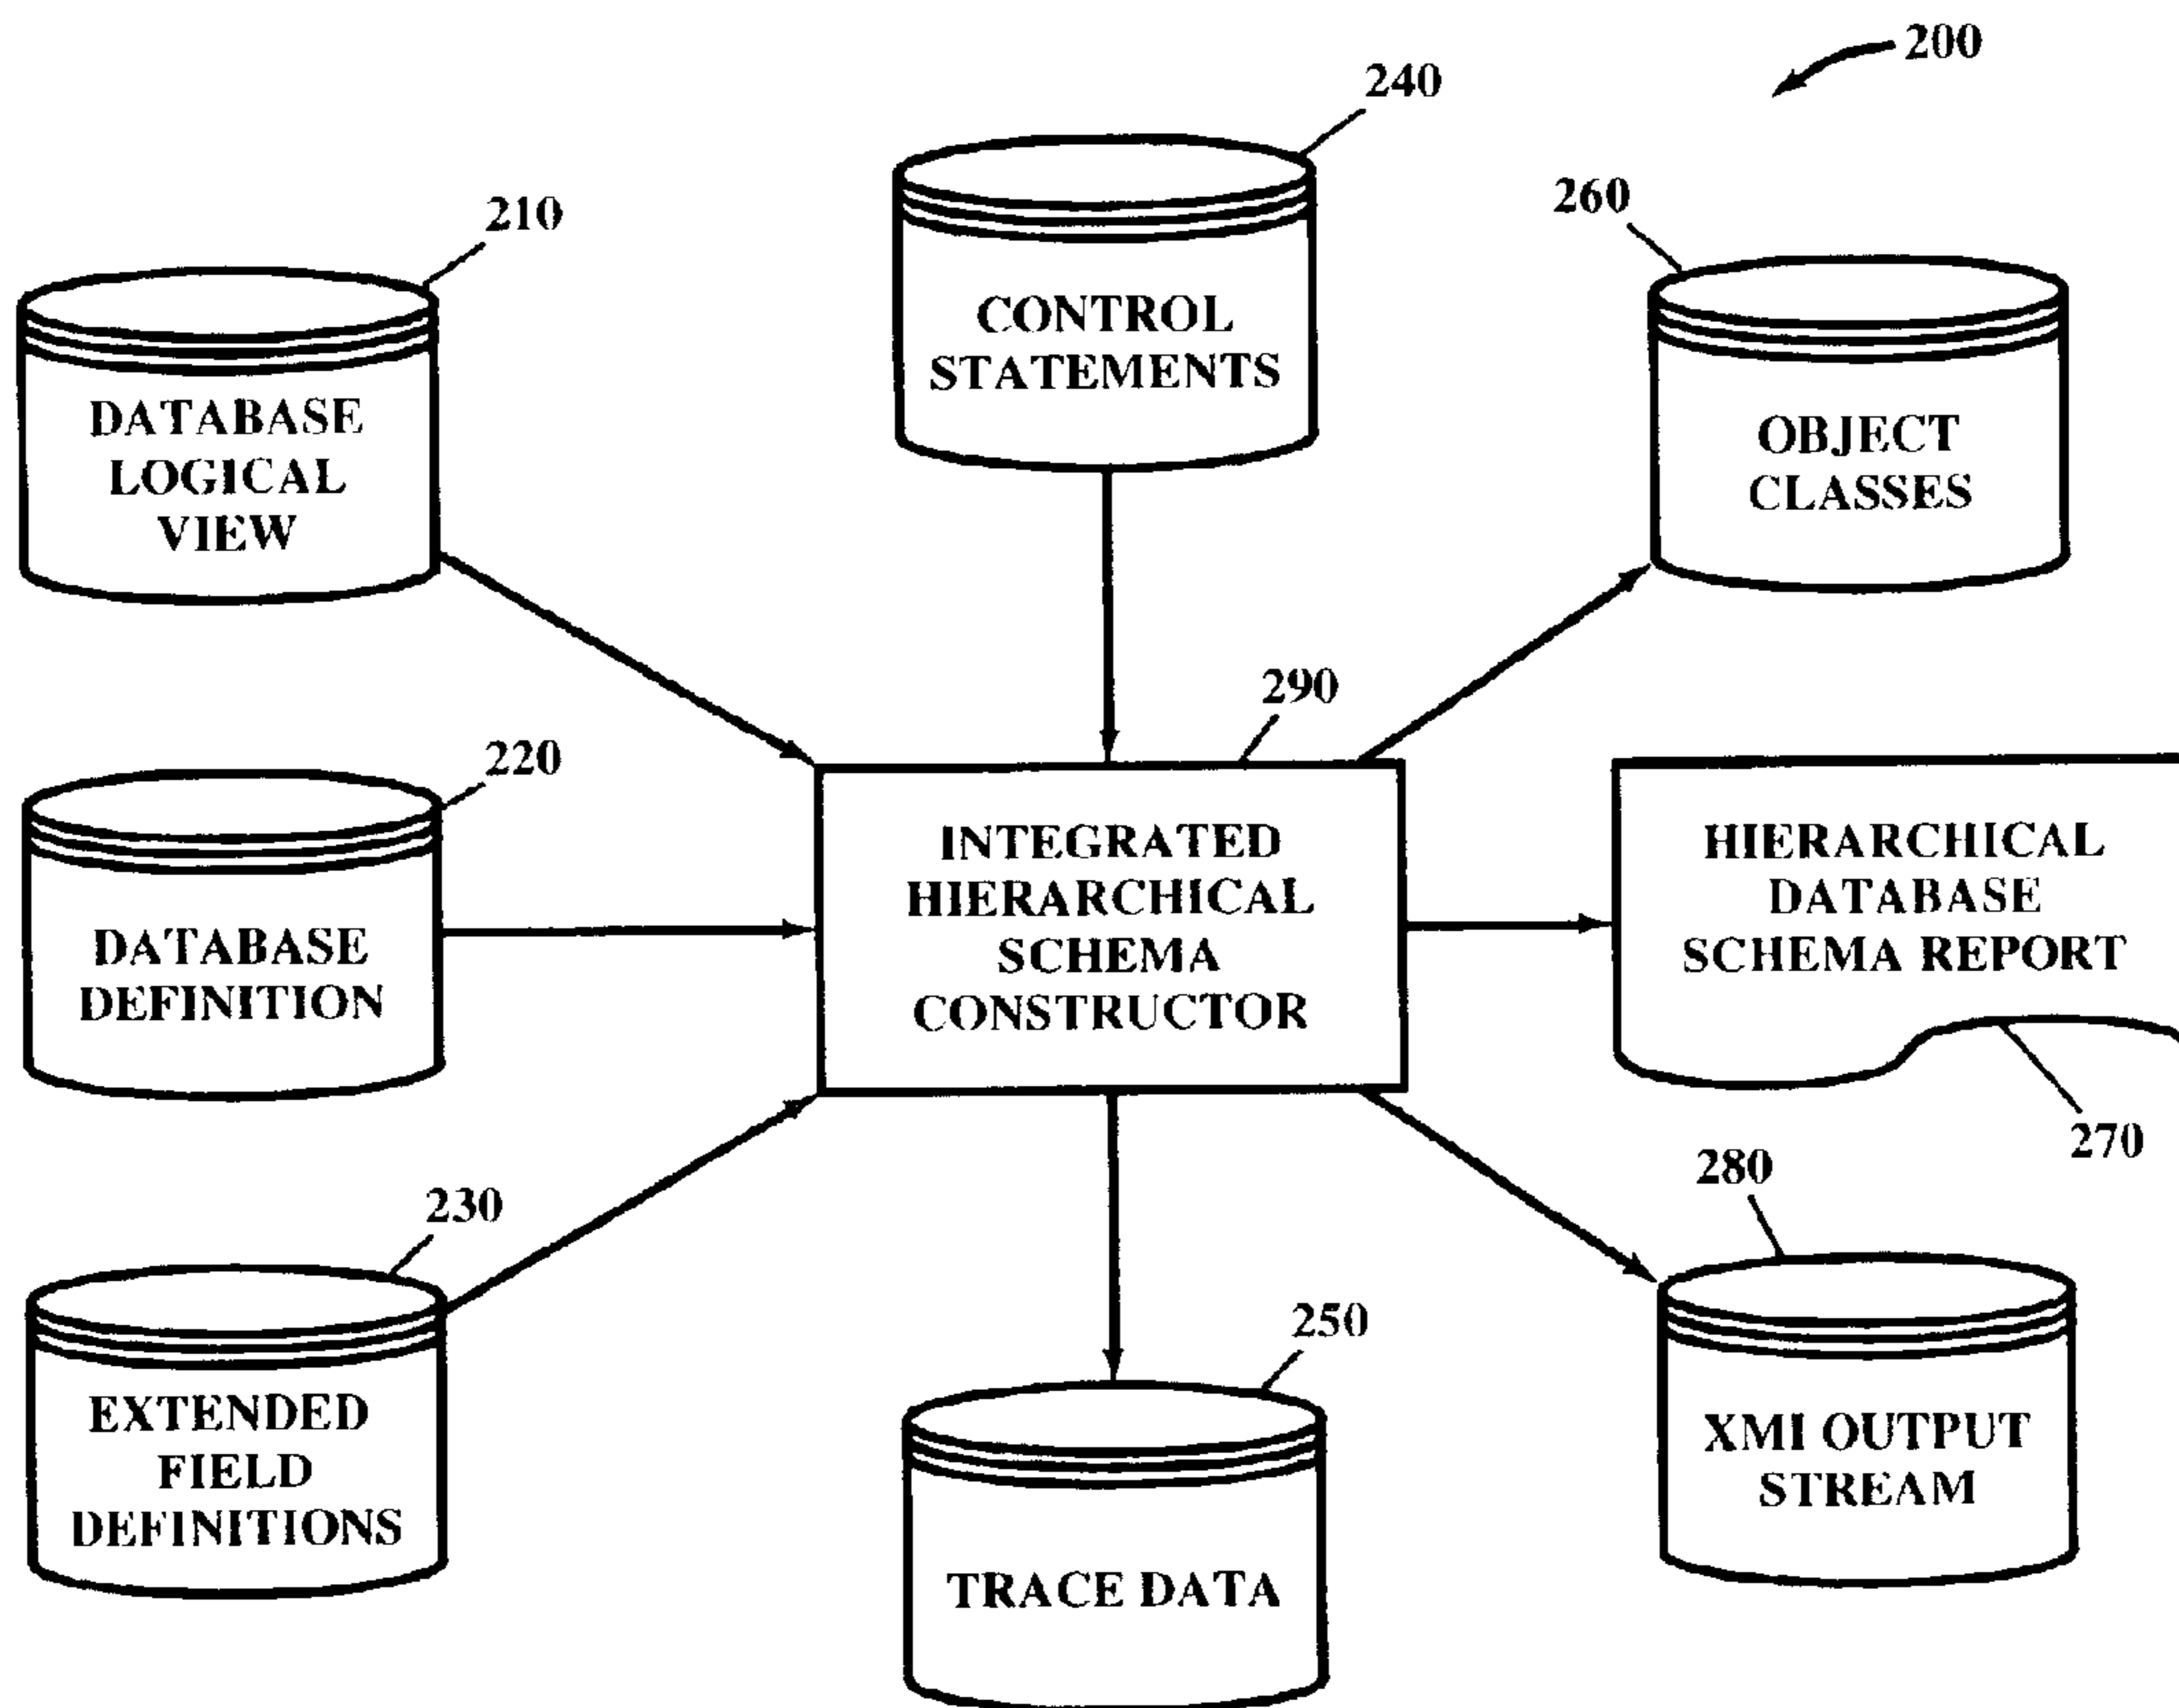 200
240
210
260
CONTROL
STATEMENTS
DATABASE
LOGICAL
VIEW
OBJECT
CLASSES
290
220
INTEGRATED
HIERARCHICAL
SCHEMA
CONSTRUCTOR
HIERARCHICAL
DATABASE
SCHEMA REPORT
DATABASE
DEFINITION
270
280
230
250
EXTENDED
FIELD
DEFINITIONS
XMI OUTPUT
STREAM
TRACE DATA